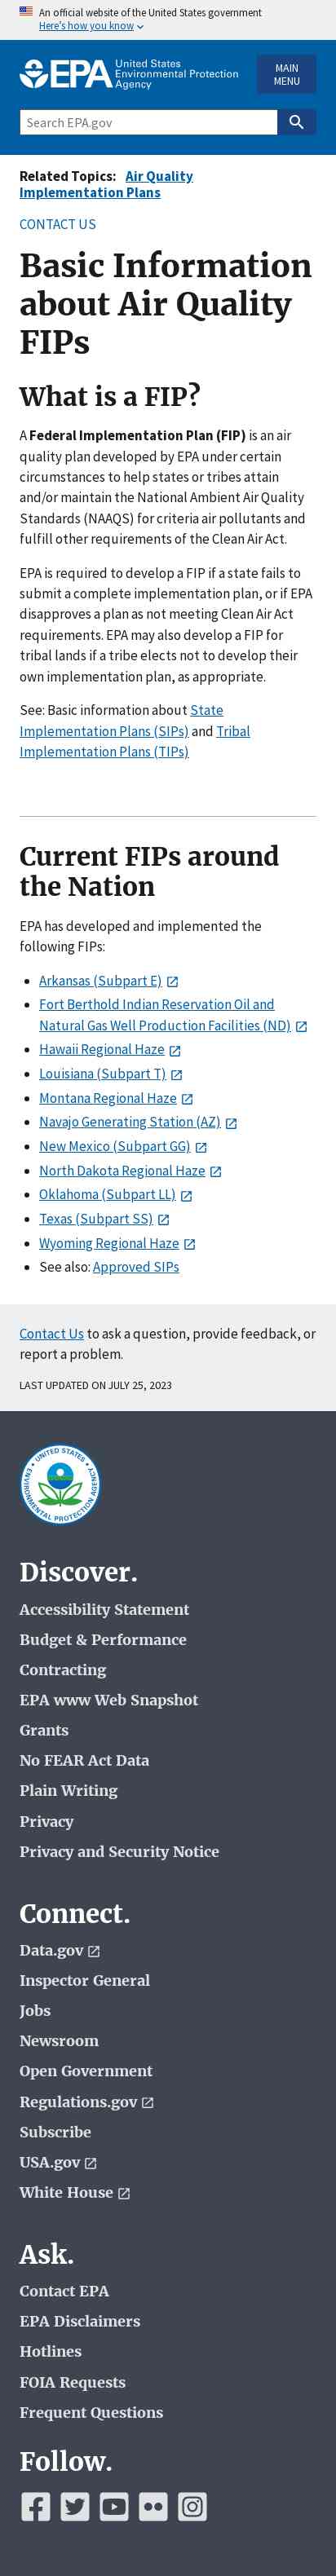 An official website of the United States government
Here's how you know
EPA United States
Environmental Protection
Agency
MAIN
MENU
Search EPA.gov
Related Topics: Air Quality
Implementation Plans
CONTACT US
Basic Information
about Air Quality
FIPs
What is a FIP?
A Federal Implementation Plan (FIP) is an air
quality plan developed by EPA under certain
circumstances to help states or tribes attain
and/or maintain the National Ambient Air Quality
Standards (NAAQS) for criteria air pollutants and
fulfill other requirements of the Clean Air Act.
EPA is required to develop a FIP if a state fails to
submit a complete implementation plan, or if EPA
disapproves a plan as not meeting Clean Air Act
requirements. EPA may also develop a FIP for
tribal lands if a tribe elects not to develop their
own implementation plan, as appropriate.
See: Basic information about State
Implementation Plans (SIPs) and Tribal
Implementation Plans (TIPs)
Current FIPs around
the Nation
EPA has developed and implemented the
following FIPs:
Arkansas (Subpart E)
Fort Berthold Indian Reservation Oil and
Natural Gas Well Production Facilities (ND)
Hawaii Regional Haze
Louisiana (Subpart T)
Montana Regional Haze
Navajo Generating Station (AZ)
New Mexico (Subpart GG)
North Dakota Regional Haze
Oklahoma (Subpart LL)
Texas (Subpart SS)
Wyoming Regional Haze
See also: Approved SIPs
Contact Us to ask a question, provide feedback, or
report a problem.
LAST UPDATED ON JULY 25, 2023
UNITED STATES
ENVIRONMENTAL PROTECTION AGENCY
Discover.
Accessibility Statement
Budget & Performance
Contracting
EPA www Web Snapshot
Grants
No FEAR Act Data
Plain Writing
Privacy
Privacy and Security Notice
Connect.
Data.gov
Inspector General
Jobs
Newsroom
Open Government
Regulations.gov
Subscribe
USA.gov
White House
Ask.
Contact EPA
EPA Disclaimers
Hotlines
FOIA Requests
Frequent Questions
Follow.